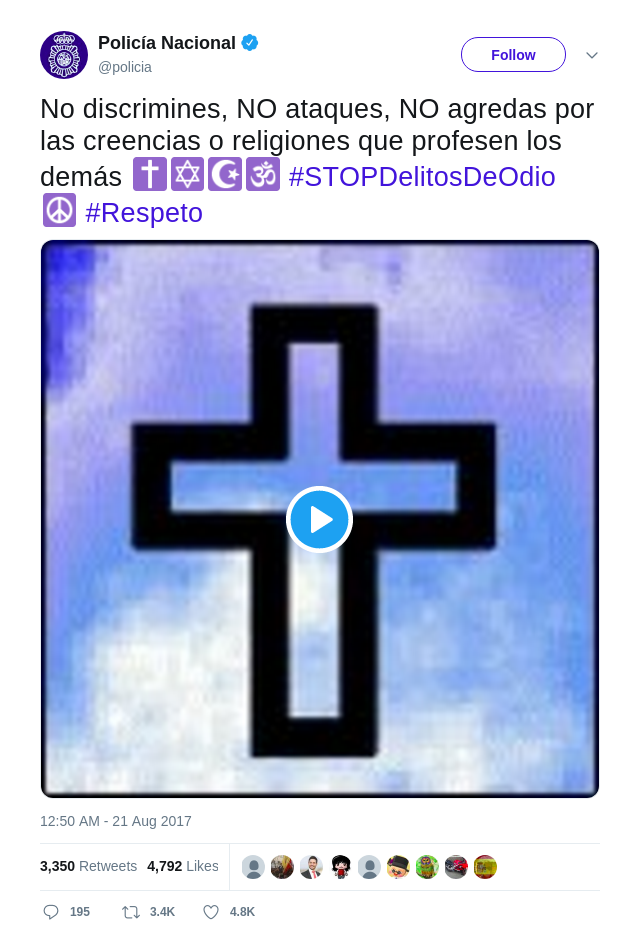 Policía Nacional
@policia
Follow
No discrimines, NO ataques, NO agredas por
las creencias o religiones que profesen los
demás ✝️✡️☪️🕉️ #STOPDelitosDeOdio
☮️ #Respeto
12:50 AM - 21 Aug 2017
3,350 Retweets 4,792 Likes
195 3.4K 4.8K